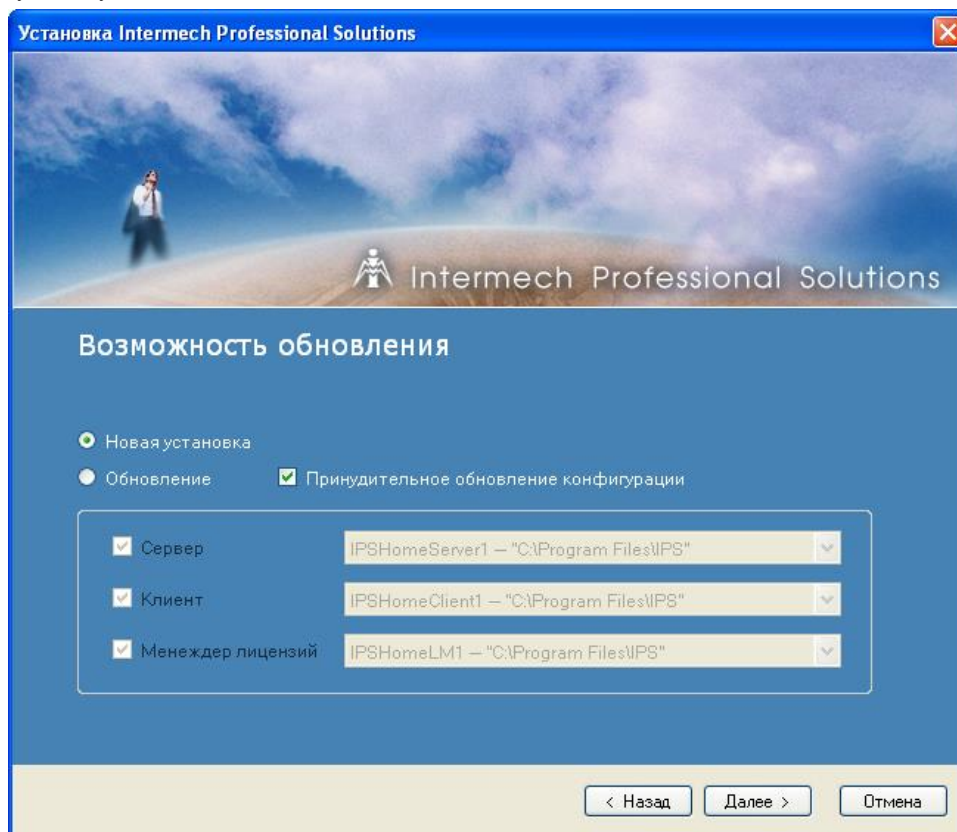 Установка Intermech Professional Solutions
Intermech Professional Solutions
Возможность обновления
Новая установка
Обновление Принудительное обновление конфигурации
Сервер IPSHomeServer1 — "C:\Program Files\IPS"
Клиент IPSHomeClient1 — "C:\Program Files\IPS"
Менеждер лицензий IPSHomeLM1 — "C:\Program Files\IPS"
< Назад Далее > Отмена